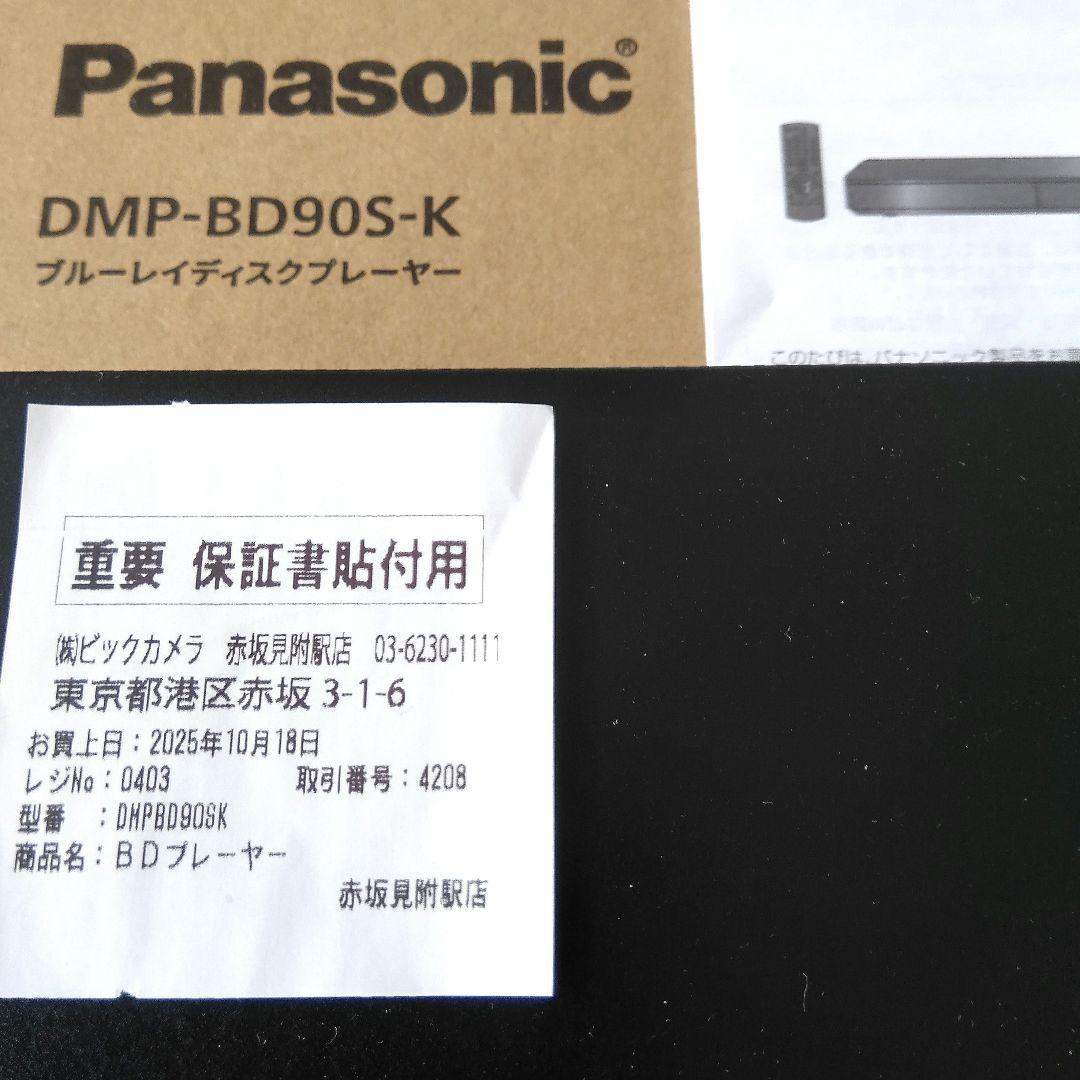 Panasonic®
DMP-BD90S-K
ブルーレイディスクプレーヤー
このたびは、パナソニック製品をお買
重要 保証書貼付用
㈱ビックカメラ 赤坂見附駅店 03-6230-1111
東京都港区赤坂3-1-6
お買上日：2025年10月18日
レジNo：0403 取引番号：4208
型番 ：DMPBD90SK
商品名：BDプレーヤー
赤坂見附駅店